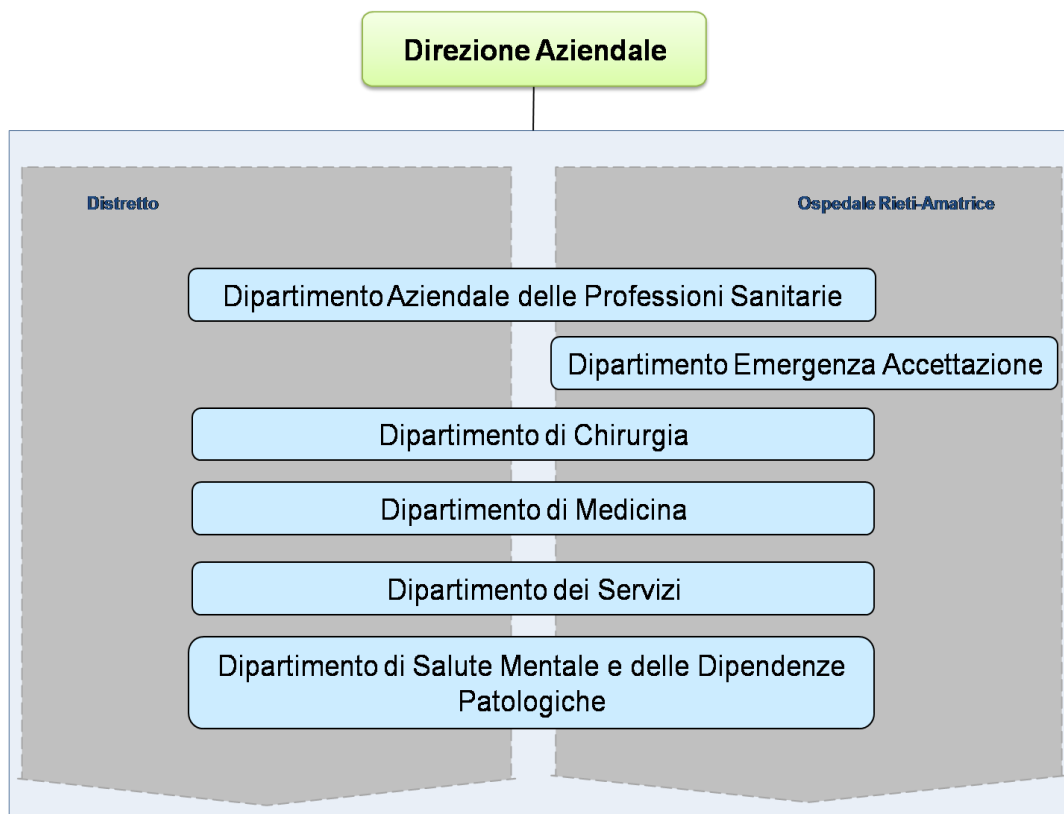 Direzione Aziendale
Distretto
Ospedale Rieti-Amatrice
Dipartimento Aziendale delle Professioni Sanitarie
Dipartimento Emergenza Accettazione
Dipartimento di Chirurgia
Dipartimento di Medicina
Dipartimento dei Servizi
Dipartimento di Salute Mentale e delle Dipendenze
Patologiche